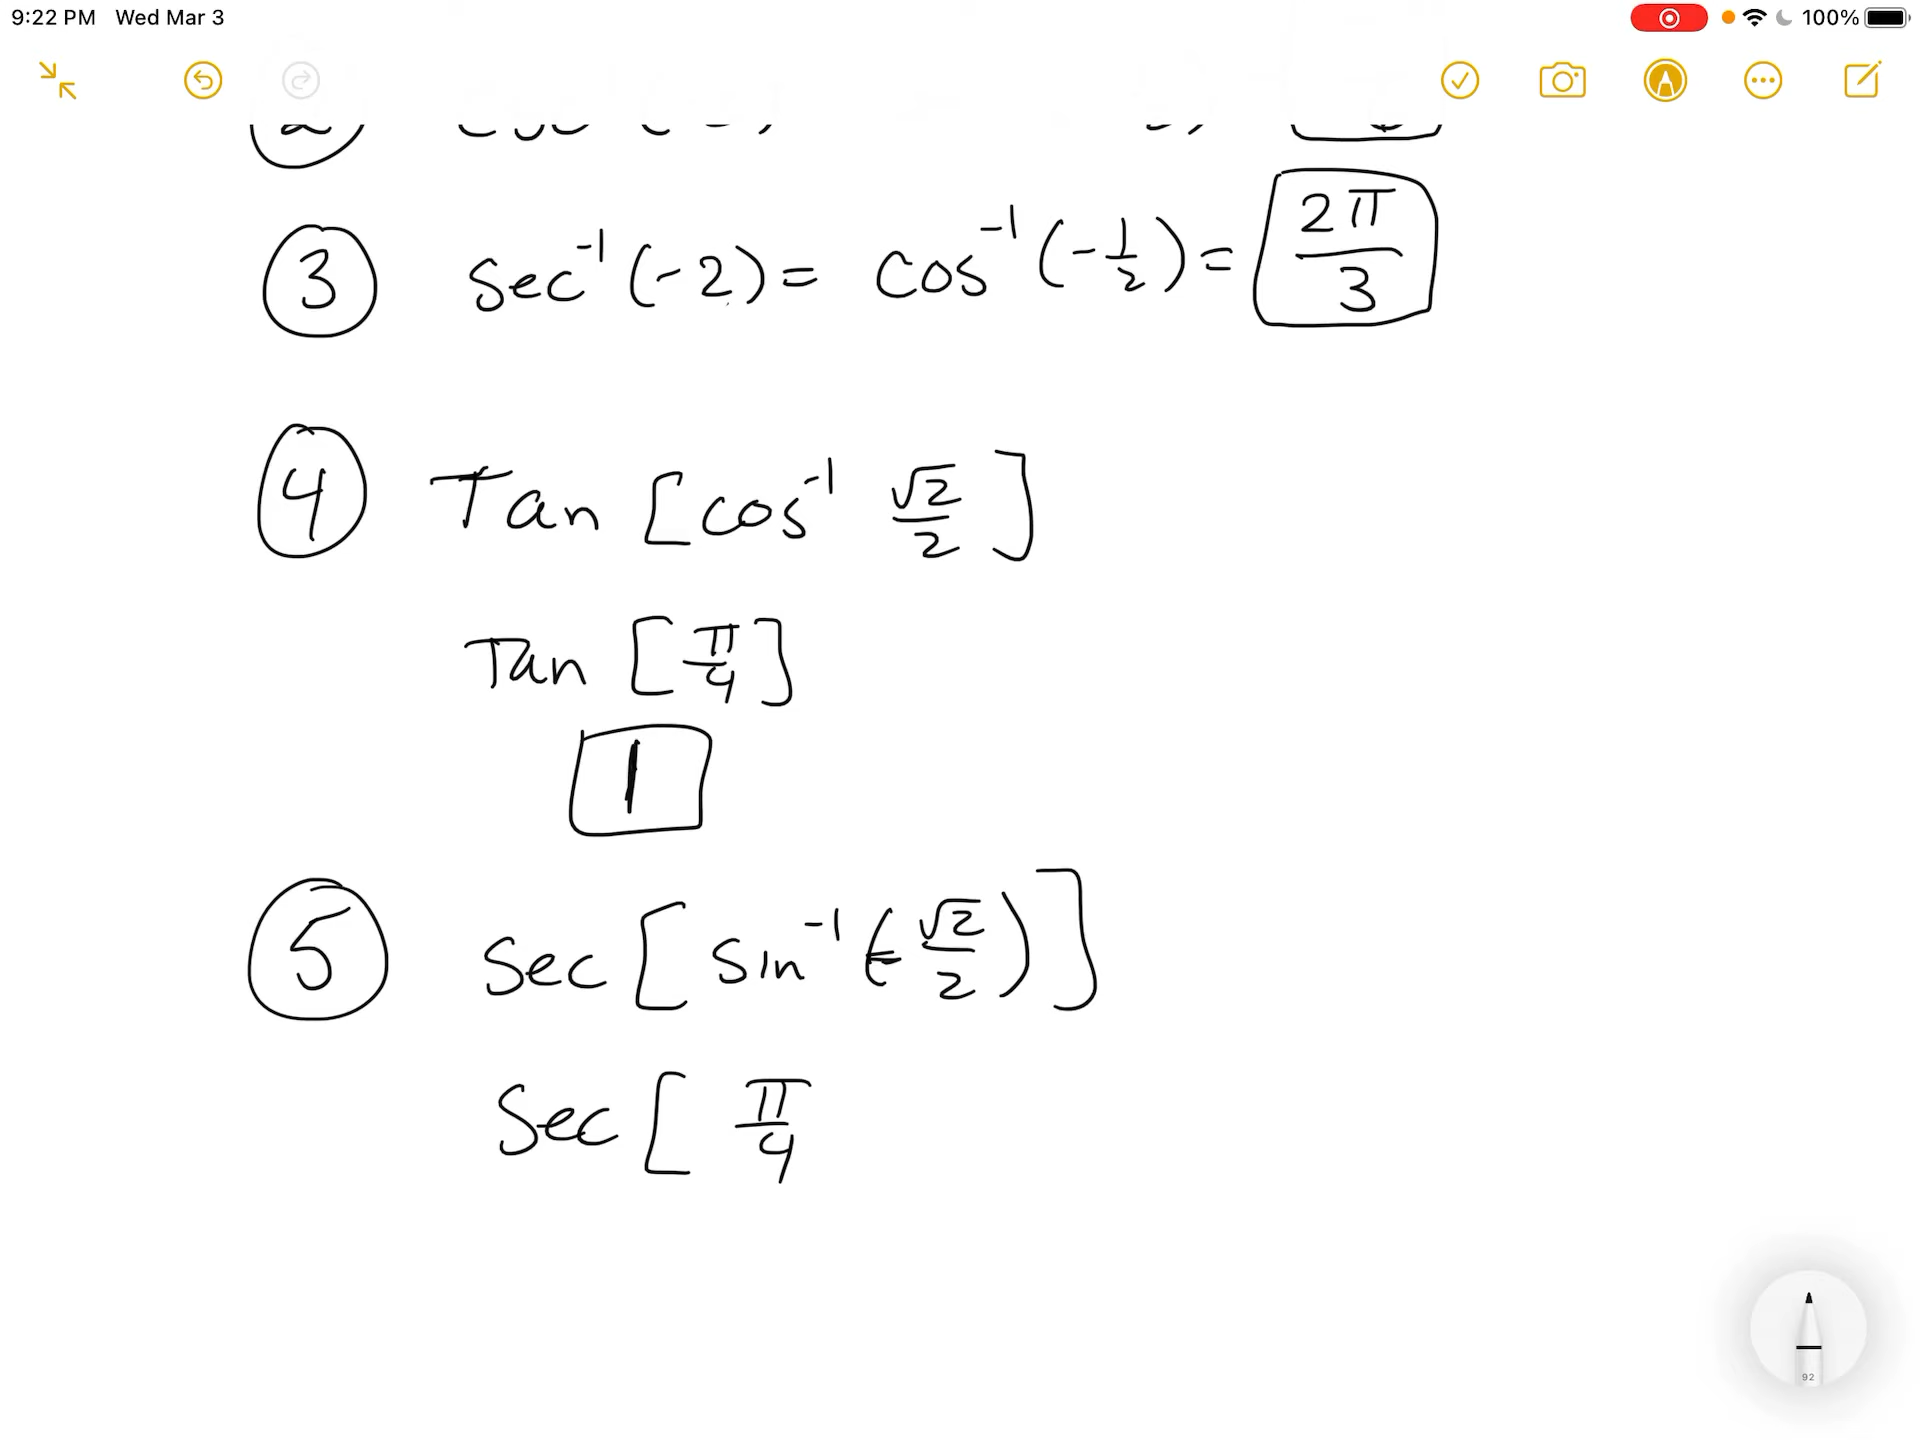 9:22 PM Wed Mar 3 100%
3 sec⁻¹(-2) = cos⁻¹(-1/2) = 2π/3
4 Tan [cos⁻¹ √2/2]
Tan [π/4]
1
5 Sec [sin⁻¹(-√2/2)]
Sec [ π/4
92